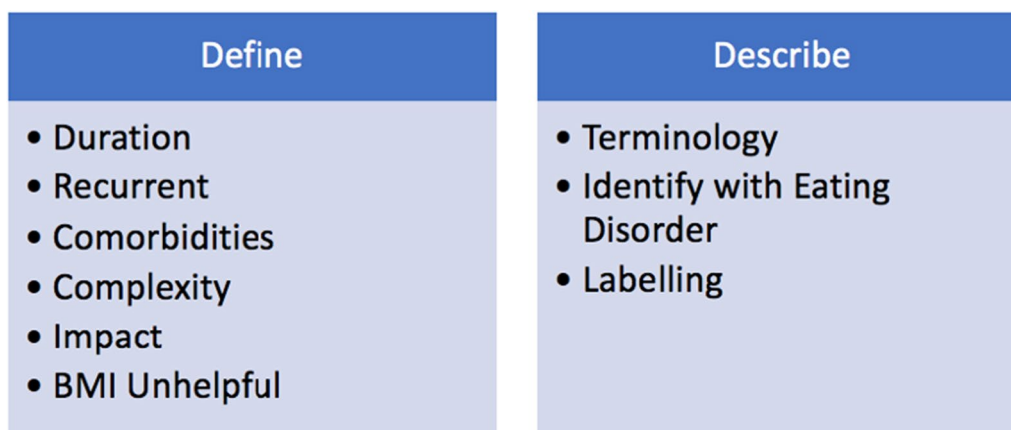 Define
• Duration
• Recurrent
• Comorbidities
• Complexity
• Impact
• BMI Unhelpful
Describe
• Terminology
• Identify with Eating
Disorder
• Labelling